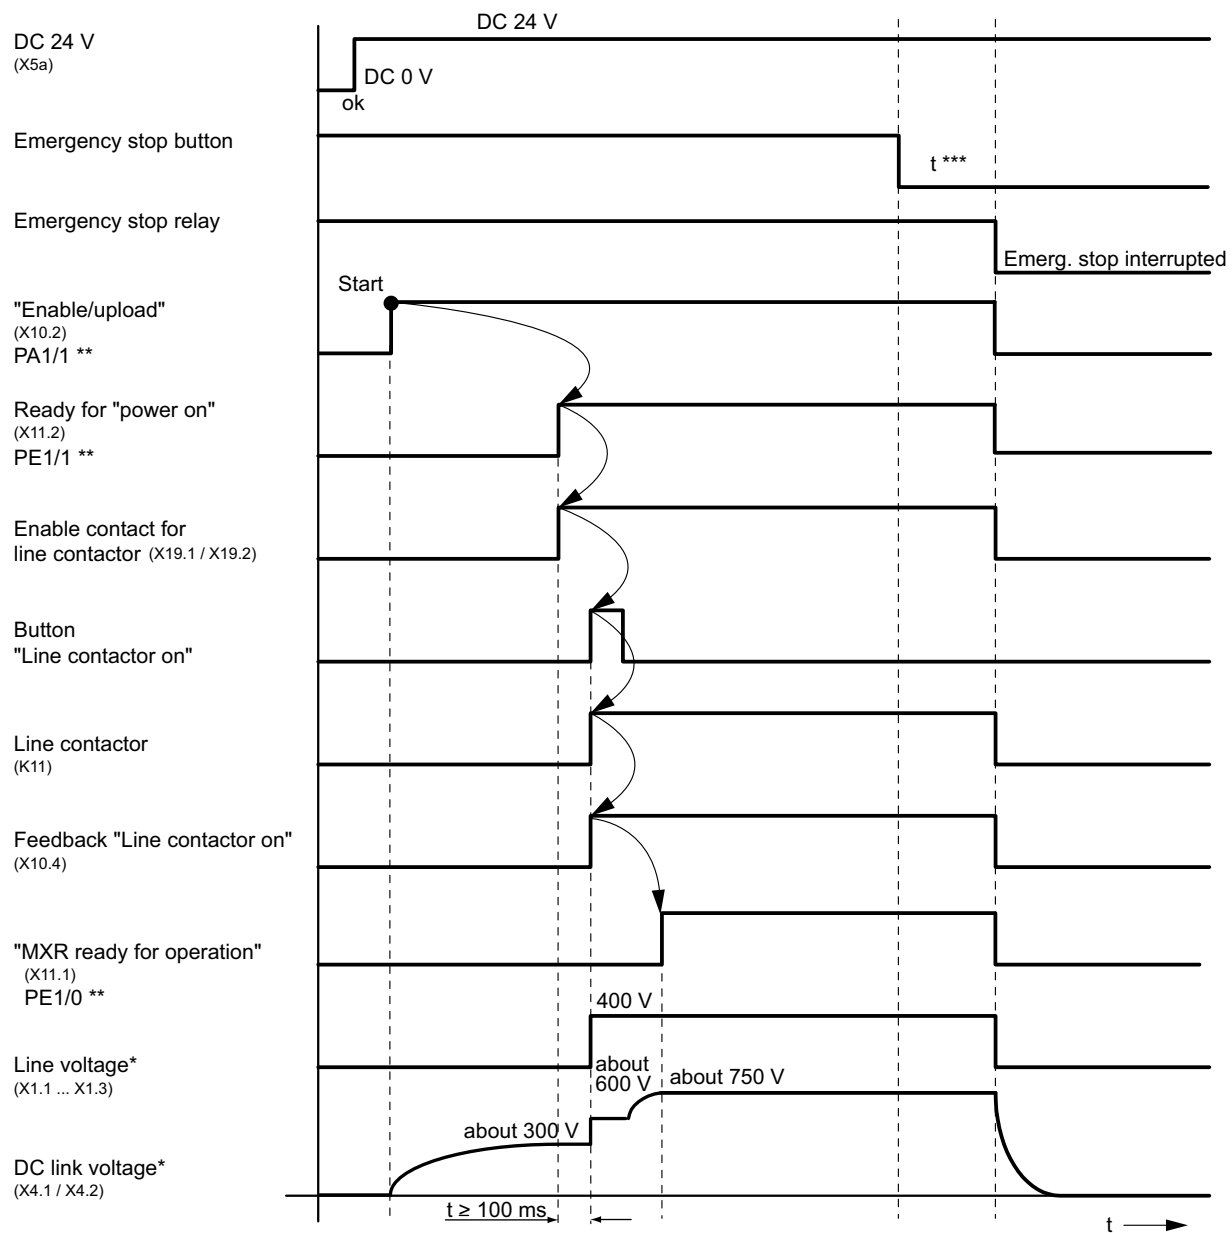 DC 24 V
DC 24 V
(X5a)
DC 0 V
ok
Emergency stop button
t ***
Emergency stop relay
Emerg. stop interrupted
Start
"Enable/upload"
(X10.2)
PA1/1 **
Ready for "power on"
(X11.2)
PE1/1 **
Enable contact for
line contactor (X19.1 / X19.2)
Button
"Line contactor on"
Line contactor
(K11)
Feedback "Line contactor on"
(X10.4)
"MXR ready for operation"
(X11.1)
PE1/0 **
400 V
Line voltage*
(X1.1 ... X1.3)
about
600 V
about 750 V
about 300 V
DC link voltage*
(X4.1 / X4.2)
t ≥ 100 ms
t